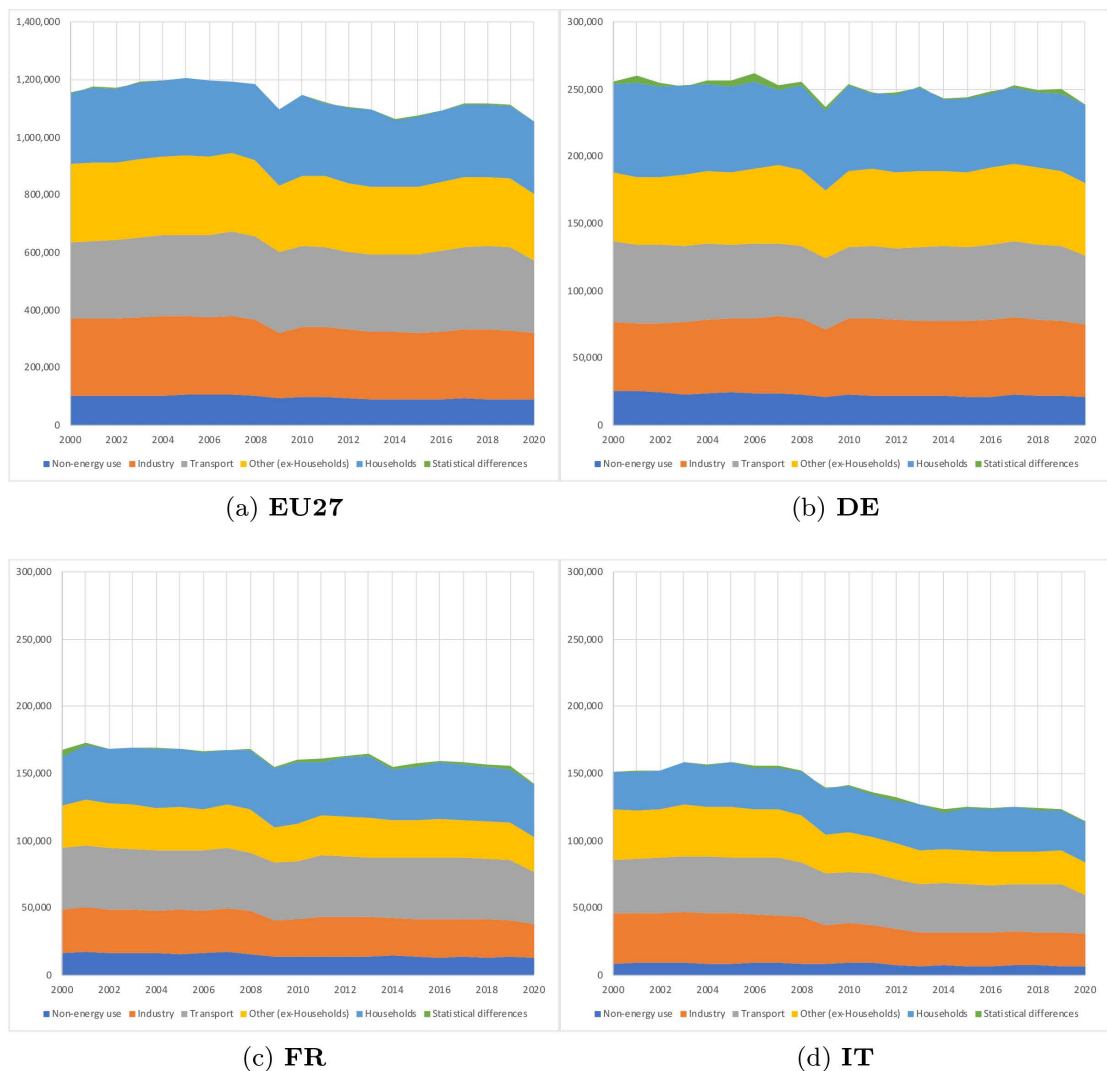 1,400,000
1,200,000
1,000,000
800,000
600,000
400,000
200,000
0
2000 2002 2004 2006 2008 2010 2012 2014 2016 2018 2020
Non-energy use Industry Transport Other (ex-Households) Households Statistical differences
(a) EU27
300,000
250,000
200,000
150,000
100,000
50,000
0
2000 2002 2004 2006 2008 2010 2012 2014 2016 2018 2020
Non-energy use Industry Transport Other (ex-Households) Households Statistical differences
(b) DE
300,000
250,000
200,000
150,000
100,000
50,000
0
2000 2002 2004 2006 2008 2010 2012 2014 2016 2018 2020
Non-energy use Industry Transport Other (ex-Households) Households Statistical differences
(c) FR
300,000
250,000
200,000
150,000
100,000
50,000
0
2000 2002 2004 2006 2008 2010 2012 2014 2016 2018 2020
Non-energy use Industry Transport Other (ex-Households) Households Statistical differences
(d) IT